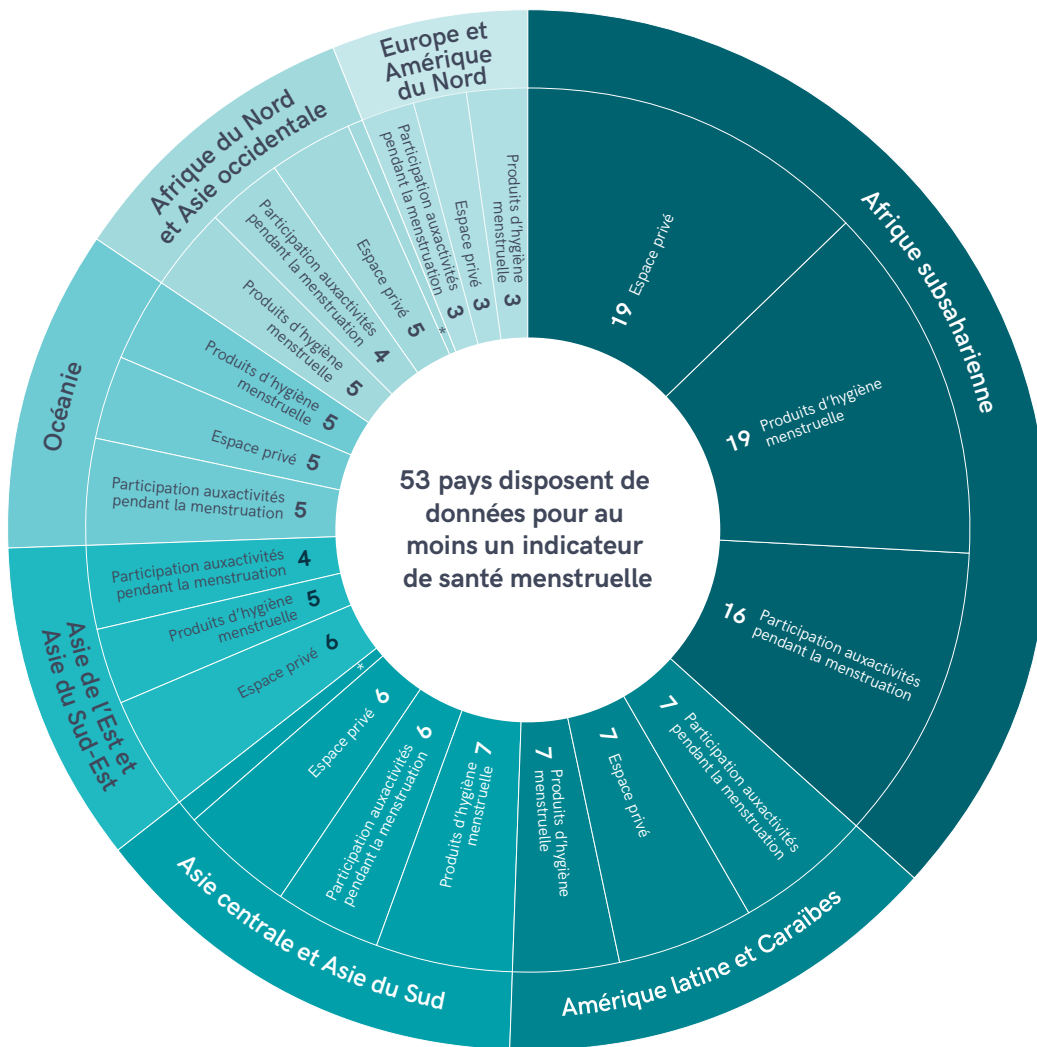 53 pays disposent de
données pour au
moins un indicateur
de santé menstruelle
Afrique subsaharienne
19 Espace privé
19 Produits d'hygiène
menstruelle
16 Participation auxactivités
pendant la menstruation
Amérique latine et Caraïbes
7 Participation auxactivités
pendant la menstruation
7 Espace privé
7 Produits d'hygiène
menstruelle
Asie centrale et Asie du Sud
Produits d'hygiène
menstruelle 7
Participation auxactivités
pendant la menstruation 6
Espace privé 6
*
Asie de l'Est et
Asie du Sud-Est
Espace privé 6
Produits d'hygiène
menstruelle 5
Participation auxactivités
pendant la menstruation 4
Océanie
Participation auxactivités
pendant la menstruation 5
Espace privé 5
Produits d'hygiène
menstruelle 5
Afrique du Nord
et Asie occidentale
Produits d'hygiène
menstruelle 5
Participation auxactivités
pendant la menstruation 4
Espace privé 5
*
Europe et
Amérique
du Nord
Participation auxactivités
pendant la menstruation 3
Espace privé 3
Produits d'hygiène
menstruelle 3